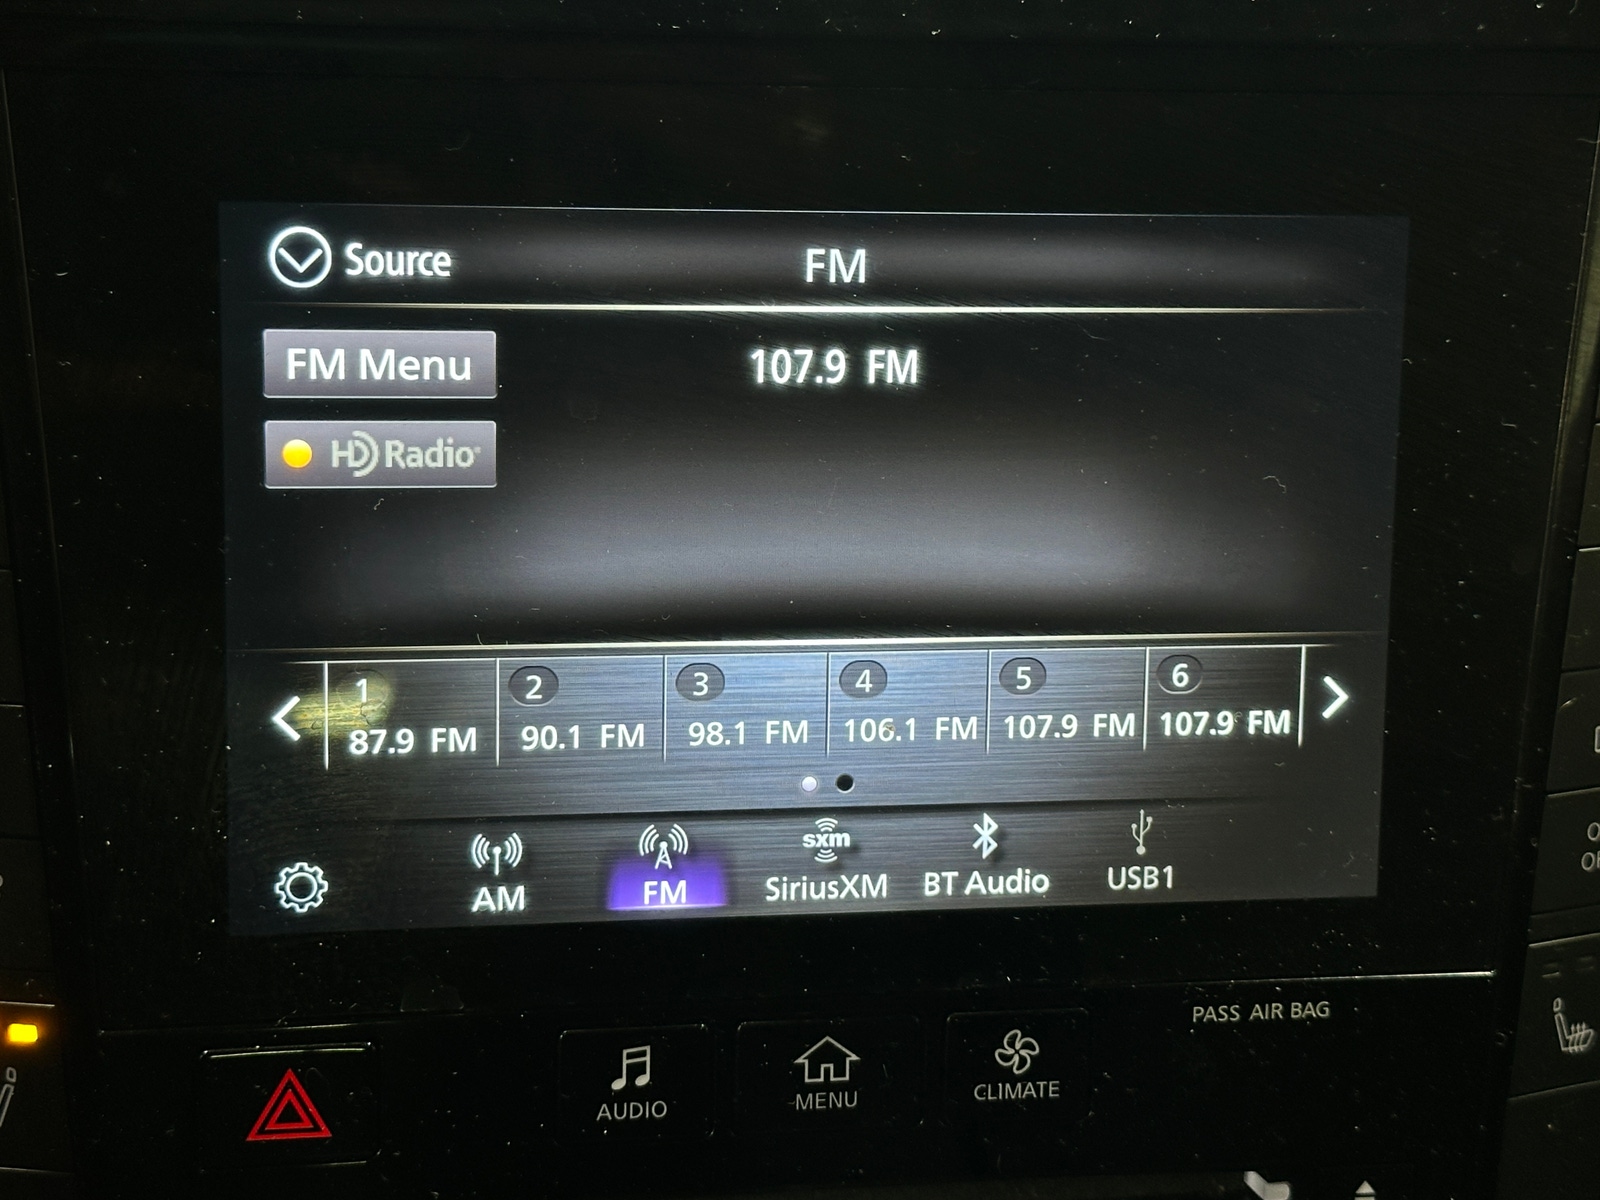 Source
FM
FM Menu
107.9 FM
HD Radio
1
2
3
4
5
6
87.9 FM
90.1 FM
98.1 FM
106.1 FM
107.9 FM
107.9 FM
AM
FM
sxm
SiriusXM
BT Audio
USB1
PASS AIR BAG
AUDIO
MENU
CLIMATE